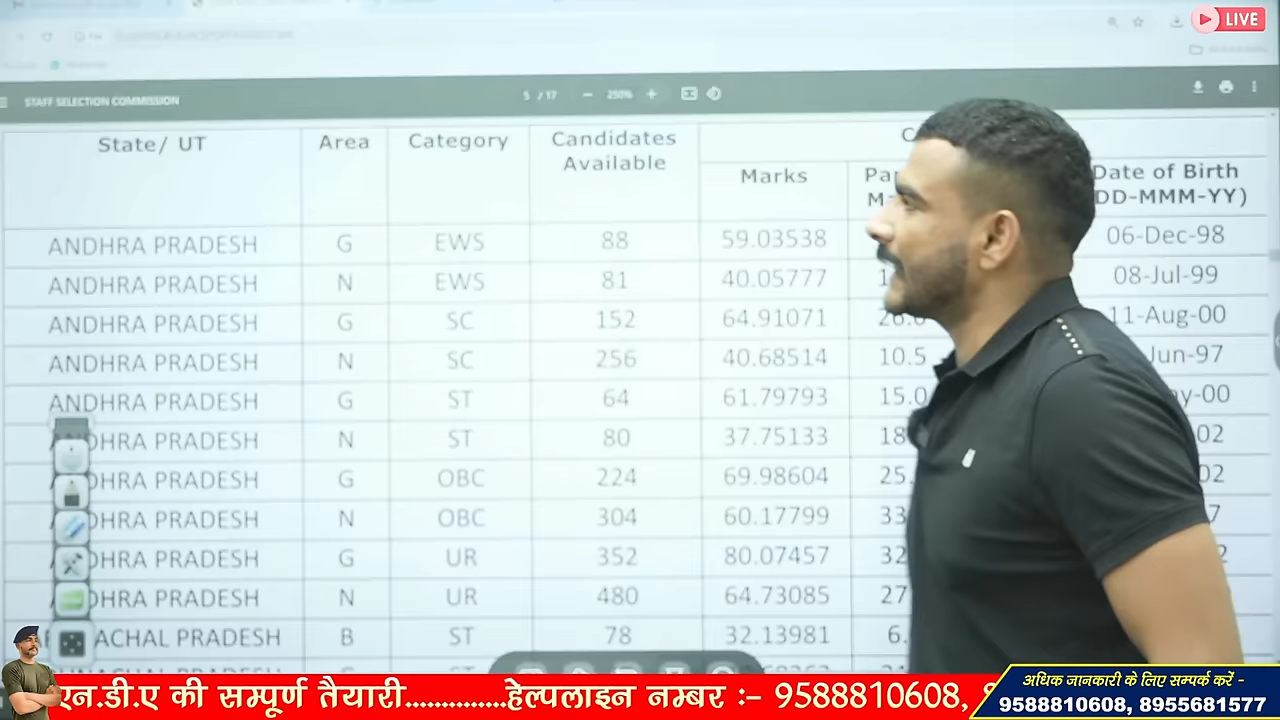 LIVE
STAFF SELECTION COMMISSION 5 / 17 − 250% +
State/ UT Area Category Candidates Available Marks Date of Birth
DD-MMM-YY)
ANDHRA PRADESH G EWS 88 59.03538 06-Dec-98
ANDHRA PRADESH N EWS 81 40.05777 08-Jul-99
ANDHRA PRADESH G SC 152 64.91071 11-Aug-00
ANDHRA PRADESH N SC 256 40.68514 10.5 Jun-97
ANDHRA PRADESH G ST 64 61.79793 15.0 -00
DHRA PRADESH N ST 80 37.75133 18 02
DHRA PRADESH G OBC 224 69.98604 25. 02
DHRA PRADESH N OBC 304 60.17799 33 7
DHRA PRADESH G UR 352 80.07457 32 2
DHRA PRADESH N UR 480 64.73085 27
ACHAL PRADESH B ST 78 32.13981 6.
एन.डी.ए की सम्पूर्ण तैयारी...............हेल्पलाइन नम्बर :– 9588810608,
अधिक जानकारी के लिए सम्पर्क करें -
9588810608, 8955681577